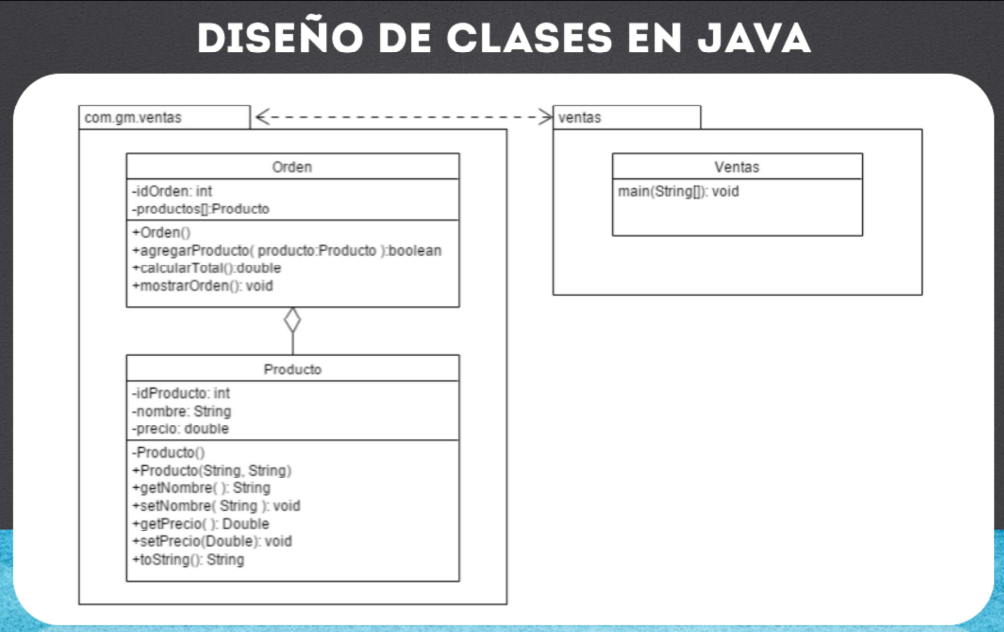 DISEÑO DE CLASES EN JAVA
com.gm.ventas
Orden
-idOrden: int
-productos[]:Producto
+Orden()
+agregarProducto( producto:Producto ):boolean
+calcularTotal():double
+mostrarOrden(): void
Producto
-idProducto: int
-nombre: String
-precio: double
-Producto()
+Producto(String, String)
+getNombre( ): String
+setNombre( String ): void
+getPrecio( ): Double
+setPrecio(Double): void
+toString(): String
ventas
Ventas
main(String[]): void